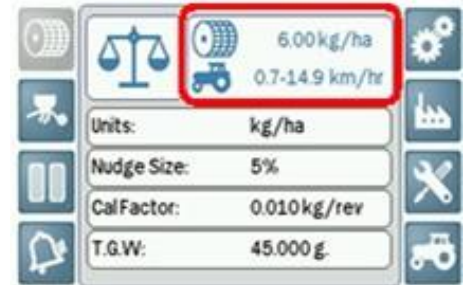 6.00 kg/ha
0.7-14.9 km/hr
Units: kg/ha
Nudge Size: 5%
Cal Factor: 0.010 kg/rev
T.G.W: 45.000 g.